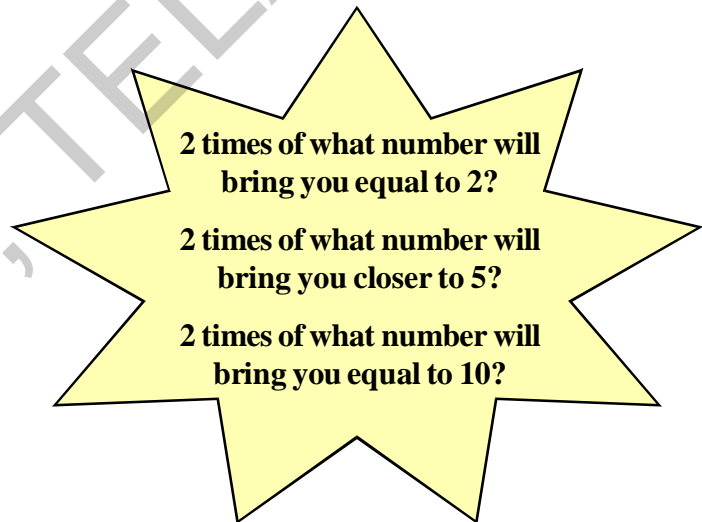 2 times of what number will
bring you equal to 2?
2 times of what number will
bring you closer to 5?
2 times of what number will
bring you equal to 10?